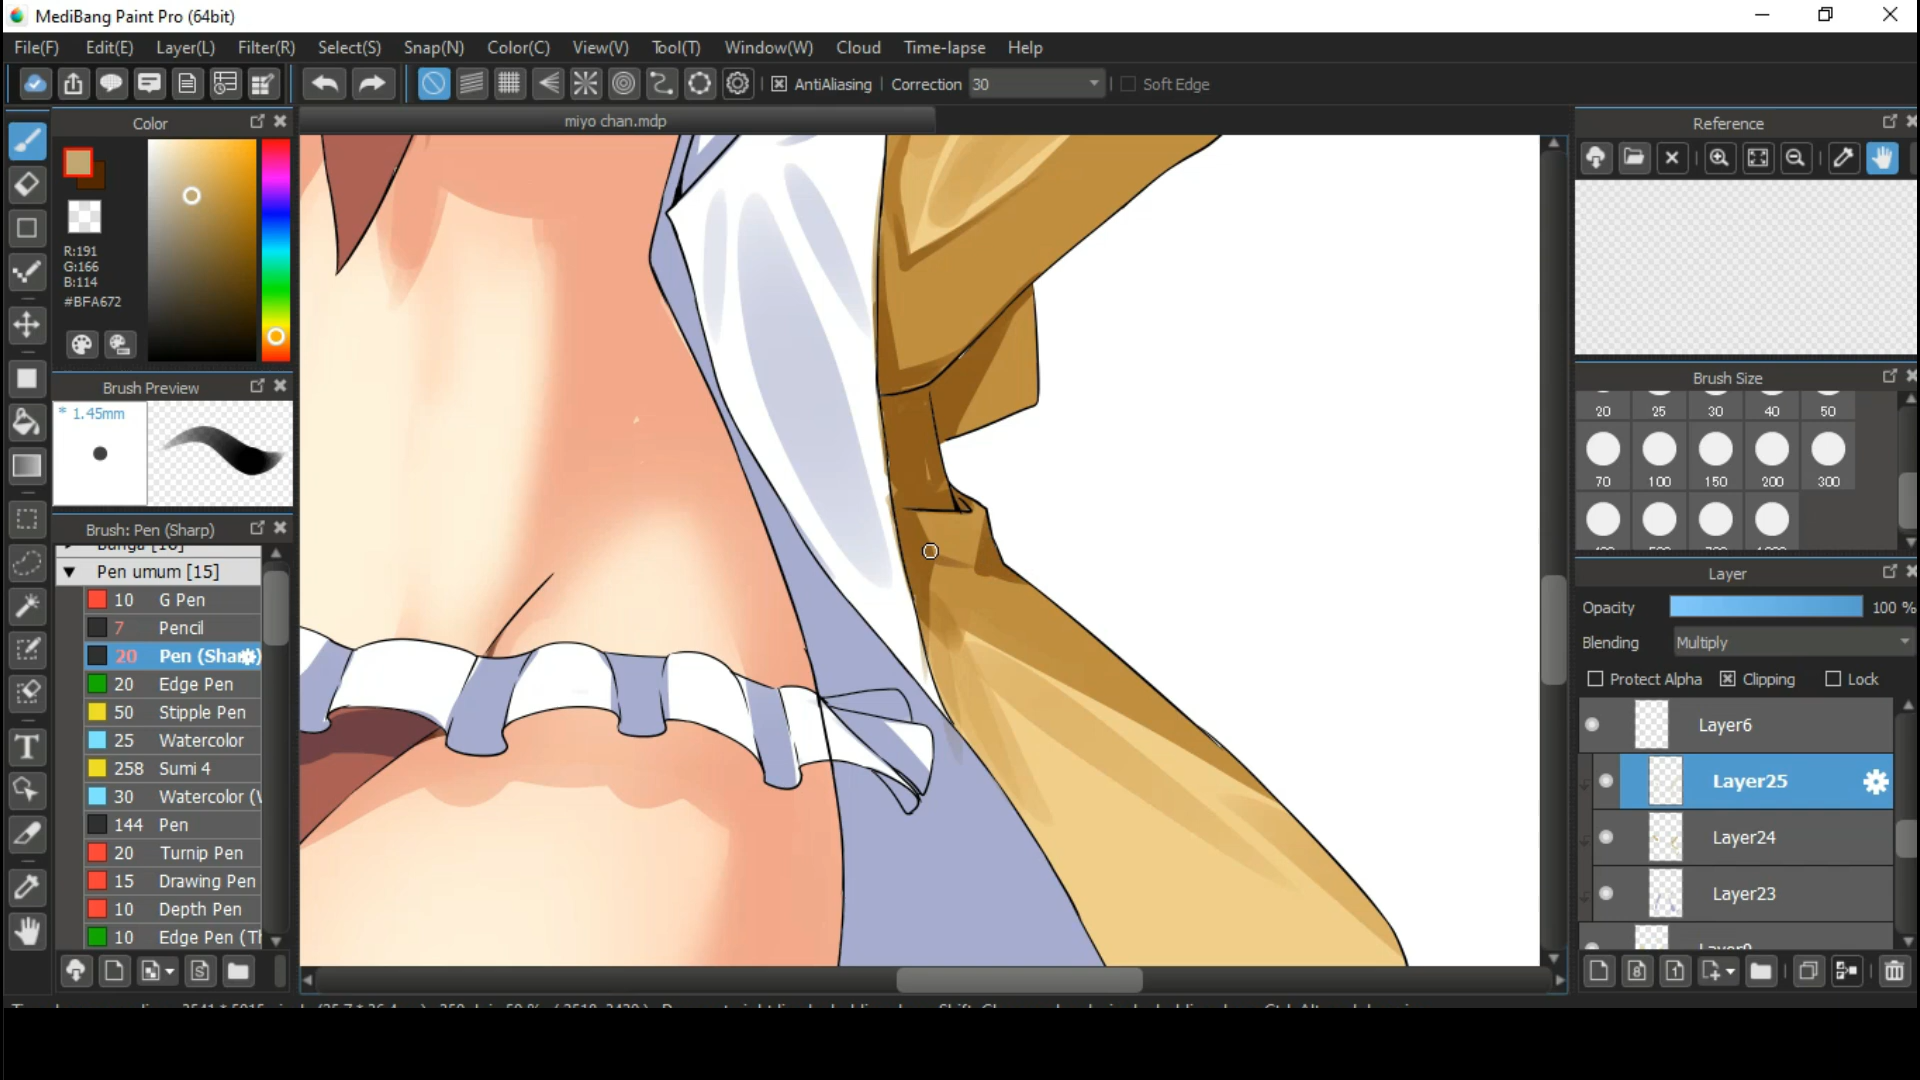 MediBang Paint Pro (64bit)
File(F) Edit(E) Layer(L) Filter(R) Select(S) Snap(N) Color(C) View(V) Tool(T) Window(W) Cloud Time-lapse Help
AntiAliasing Correction 30 Soft Edge
Color
miyo chan.mdp
Reference
R:191
G:166
B:114
#BFA672
Brush Preview
* 1.45mm
Brush Size
20 25 30 40 50
70 100 150 200 300
Brush: Pen (Sharp)
Pen umum [15]
10 G Pen
7 Pencil
20 Pen (Shar
20 Edge Pen
50 Stipple Pen
25 Watercolor
258 Sumi 4
30 Watercolor (
144 Pen
20 Turnip Pen
15 Drawing Pen
10 Depth Pen
10 Edge Pen (
Layer
Opacity 100 %
Blending Multiply
Protect Alpha Clipping Lock
Layer6
Layer25
Layer24
Layer23